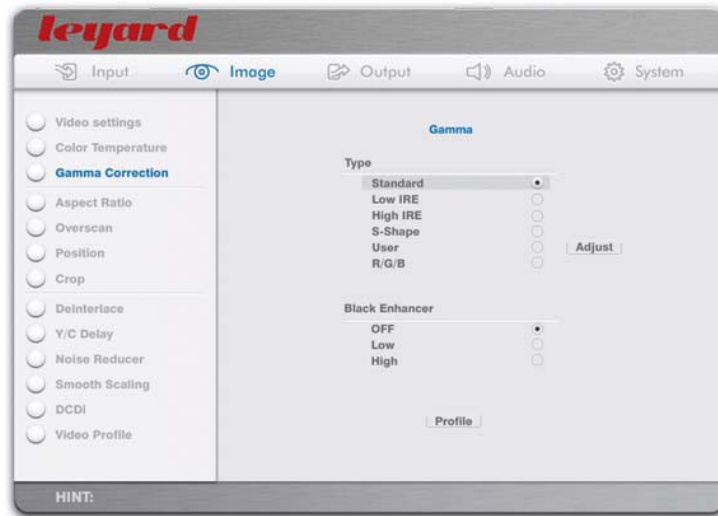 leyard
Input Image Output Audio System
Video settings
Color Temperature
Gamma Correction
Aspect Ratio
Overscan
Position
Crop
Deinterlace
Y/C Delay
Noise Reducer
Smooth Scaling
DCDi
Video Profile
Gamma
Type
Standard
Low IRE
High IRE
S-Shape
User Adjust
R/G/B
Black Enhancer
OFF
Low
High
Profile
HINT: